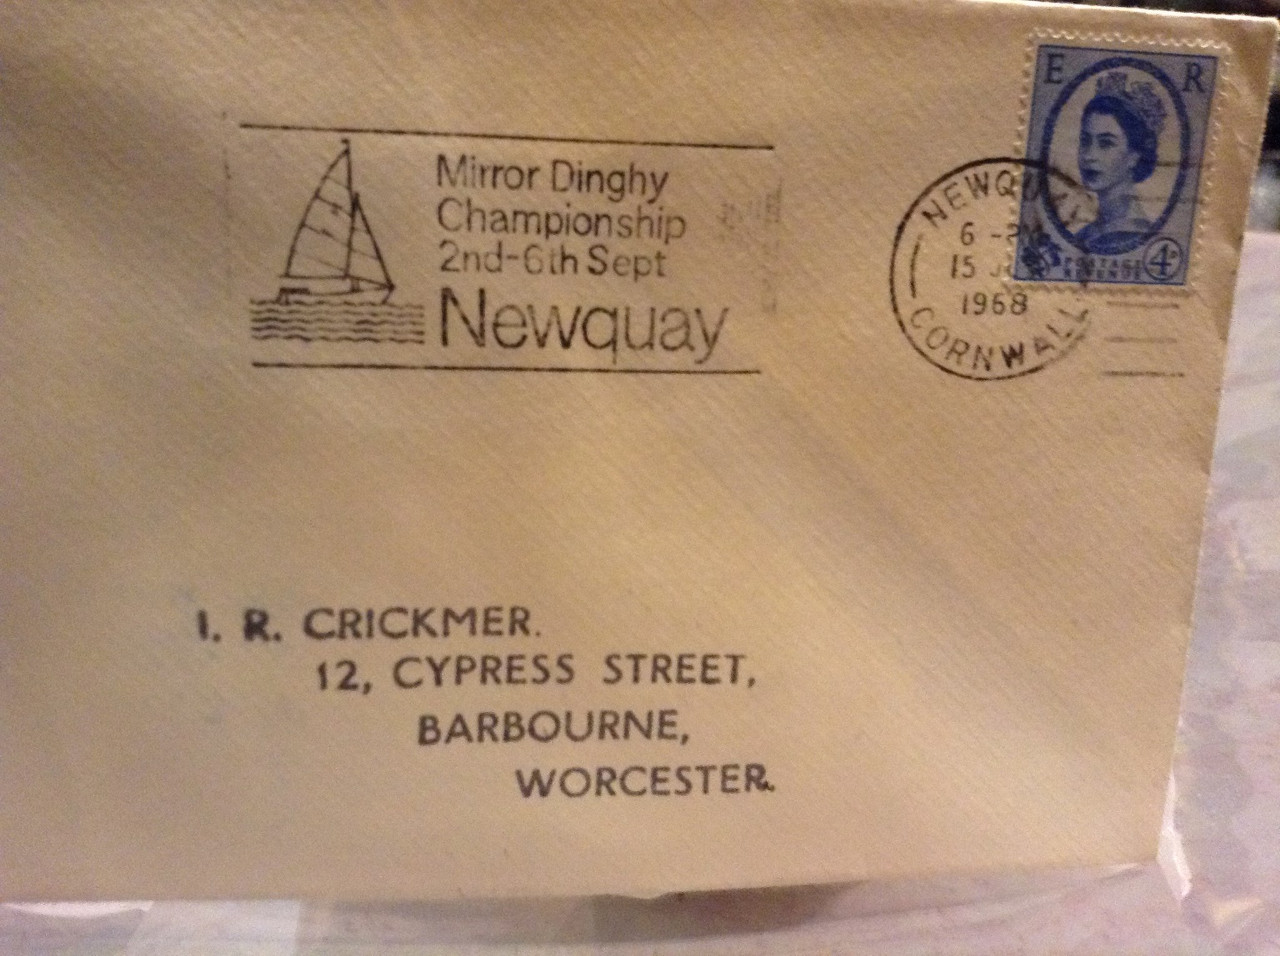 Mirror Dinghy
Championship
2nd-6th Sept
Newquay
E R
POSTAGE
REVENUE
4D
NEWQUAY
6 - PM
15
1968
CORNWALL
I. R. CRICKMER.
12, CYPRESS STREET,
BARBOURNE,
WORCESTER.